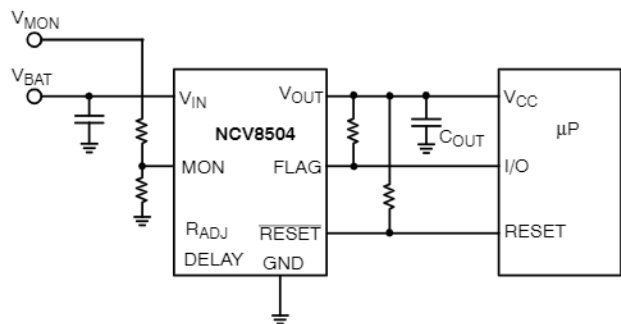 VMON
VBAT
VIN
VOUT
NCV8504
MON
FLAG
RADJ
RESET
DELAY
GND
COUT
VCC
μP
I/O
RESET